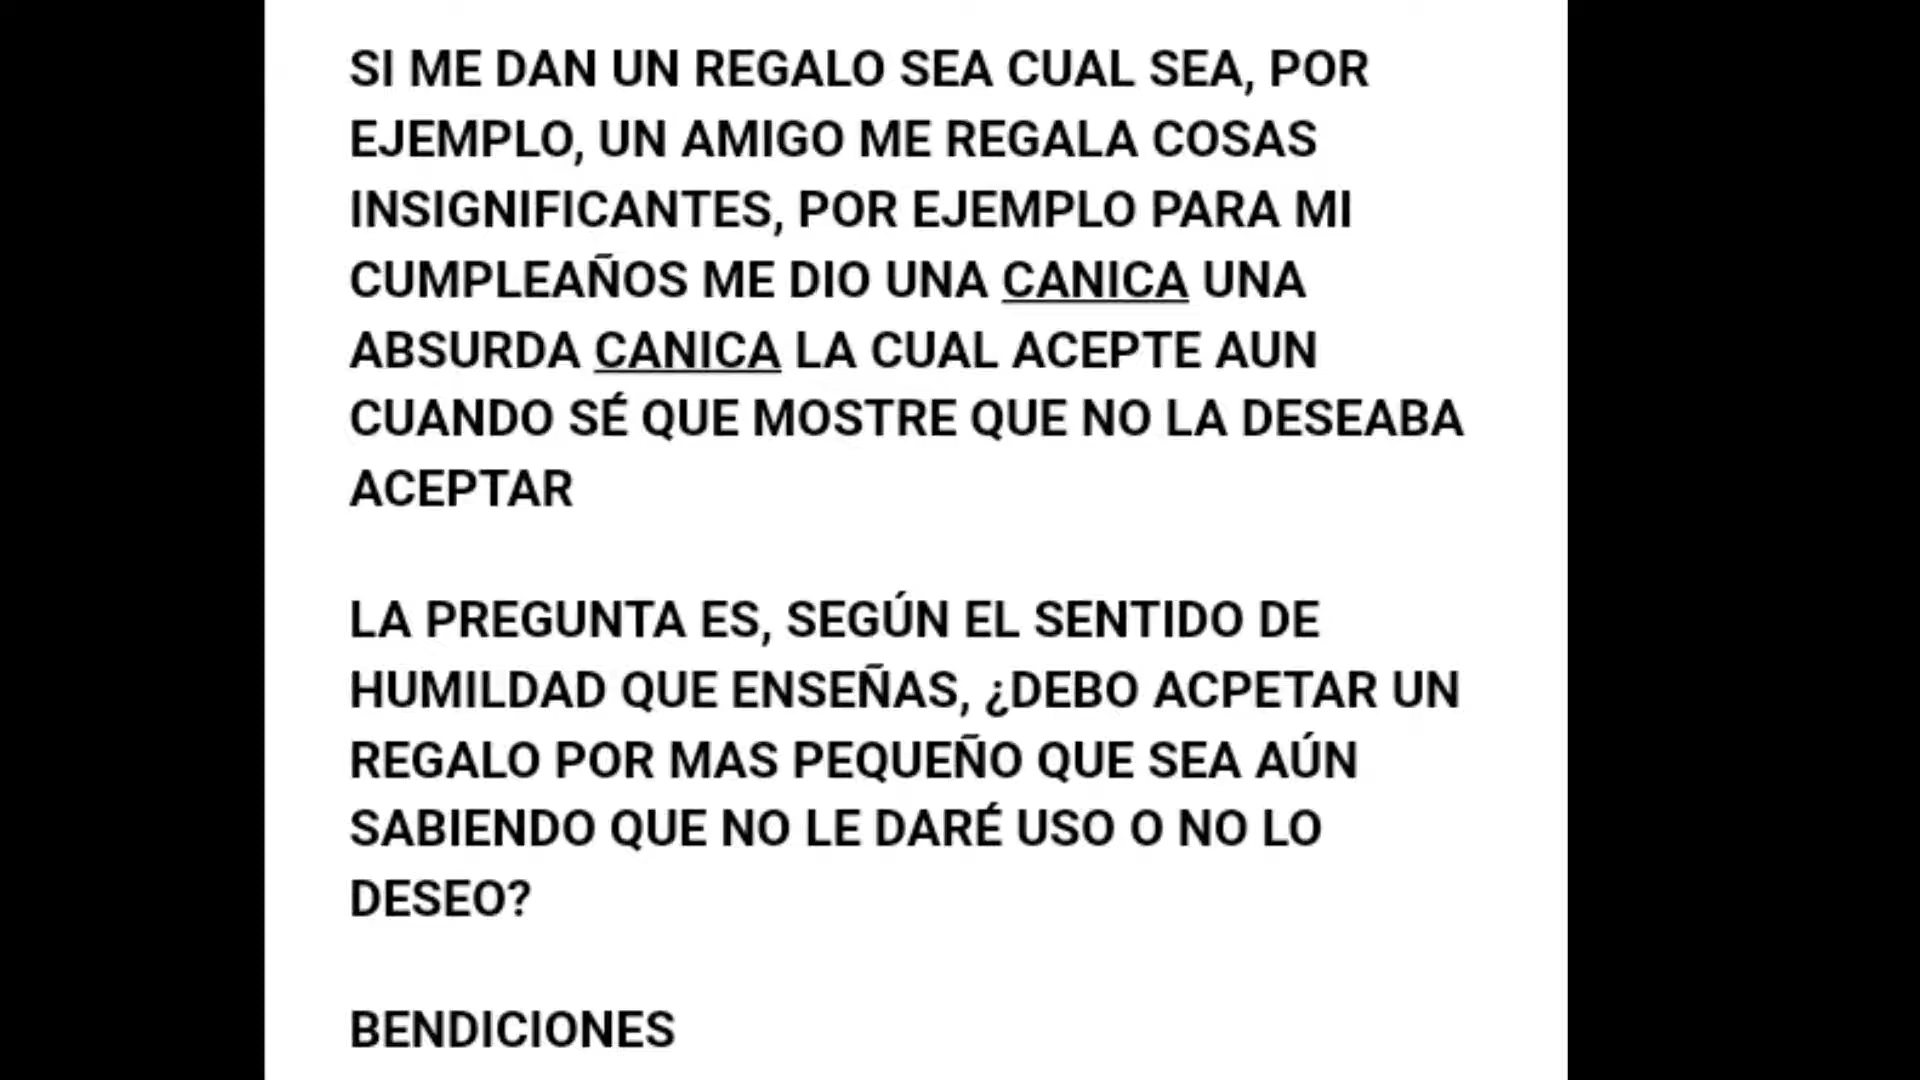 SI ME DAN UN REGALO SEA CUAL SEA, POR
EJEMPLO, UN AMIGO ME REGALA COSAS
INSIGNIFICANTES, POR EJEMPLO PARA MI
CUMPLEAÑOS ME DIO UNA CANICA UNA
ABSURDA CANICA LA CUAL ACEPTE AUN
CUANDO SÉ QUE MOSTRE QUE NO LA DESEABA
ACEPTAR
LA PREGUNTA ES, SEGÚN EL SENTIDO DE
HUMILDAD QUE ENSEÑAS, ¿DEBO ACPETAR UN
REGALO POR MAS PEQUEÑO QUE SEA AÚN
SABIENDO QUE NO LE DARÉ USO O NO LO
DESEO?
BENDICIONES